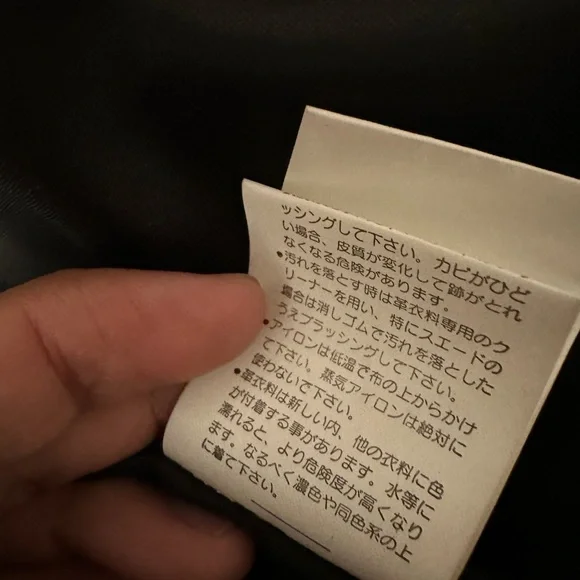 ッシングして下さい。カビがひど
い場合、皮質が変化して跡がとれ
なくなる危険があります。
・汚れを落とす時は革衣料専用のク
リーナーを用い、特にスエードの
場合は消しゴムで汚れを落とした
うえブラッシングして下さい。
・アイロンは低温で布の上からかけ
て下さい。蒸気アイロンは絶対に
使わないで下さい。
・革衣料は新しい内、他の衣料に色
が付着する事があります。水等に
濡れると、より危険度が高くなり
ます。なるべく濃色や同色系の上
に着て下さい。